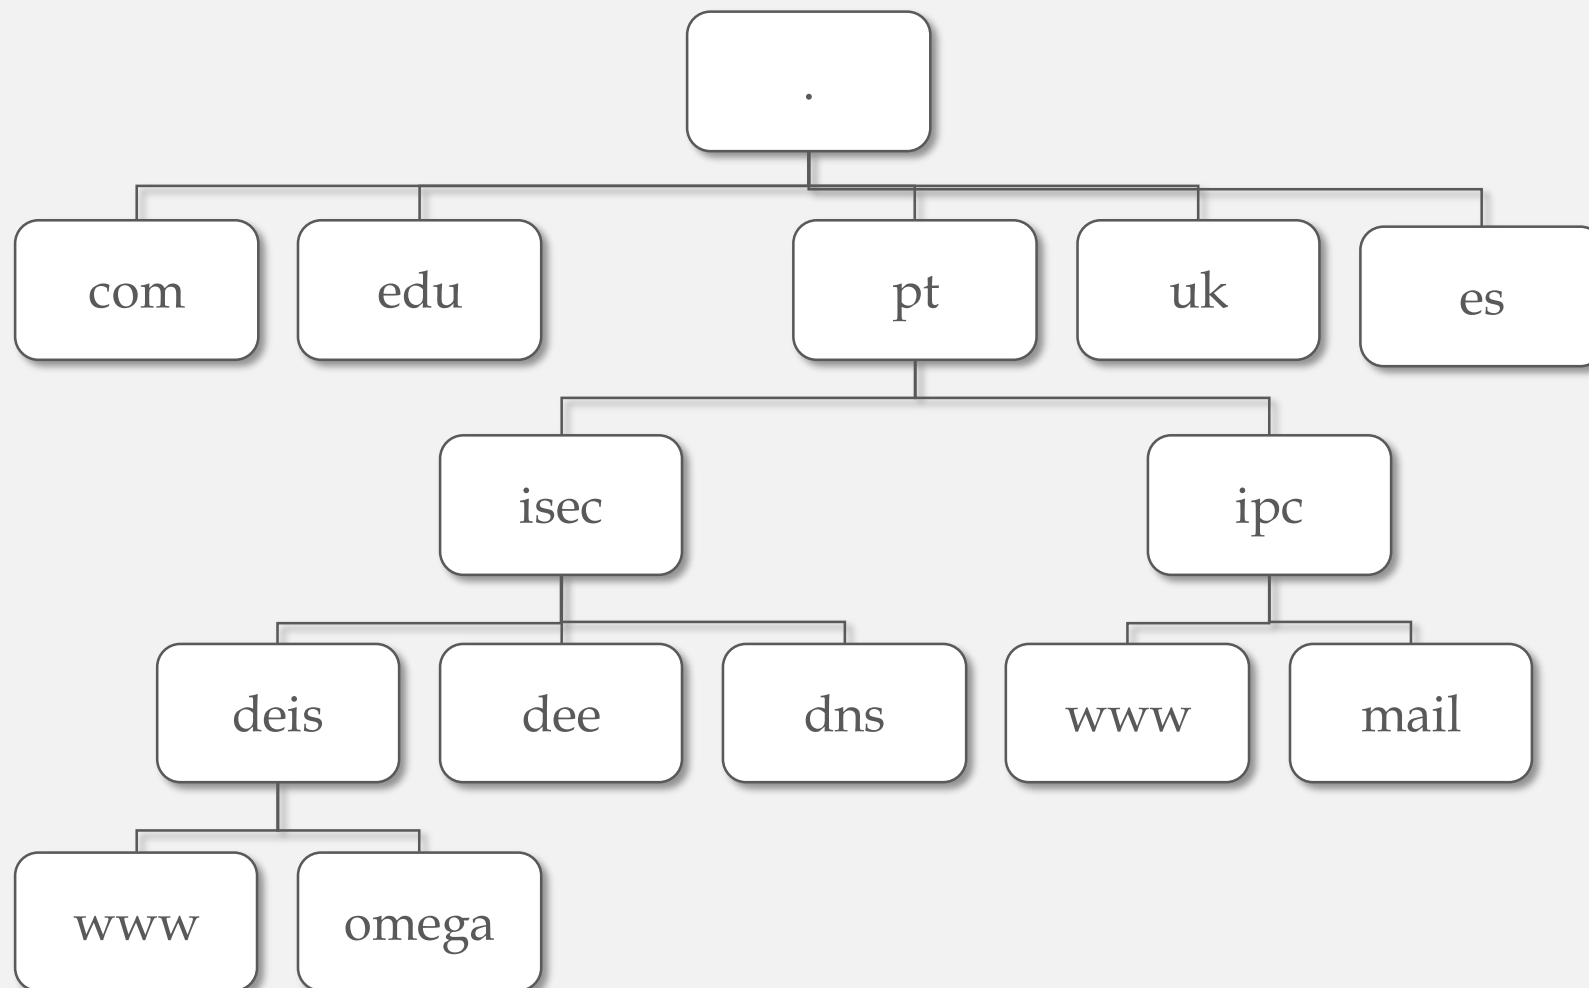 .
com
edu
pt
uk
es
isec
ipc
deis
dee
dns
www
mail
www
omega